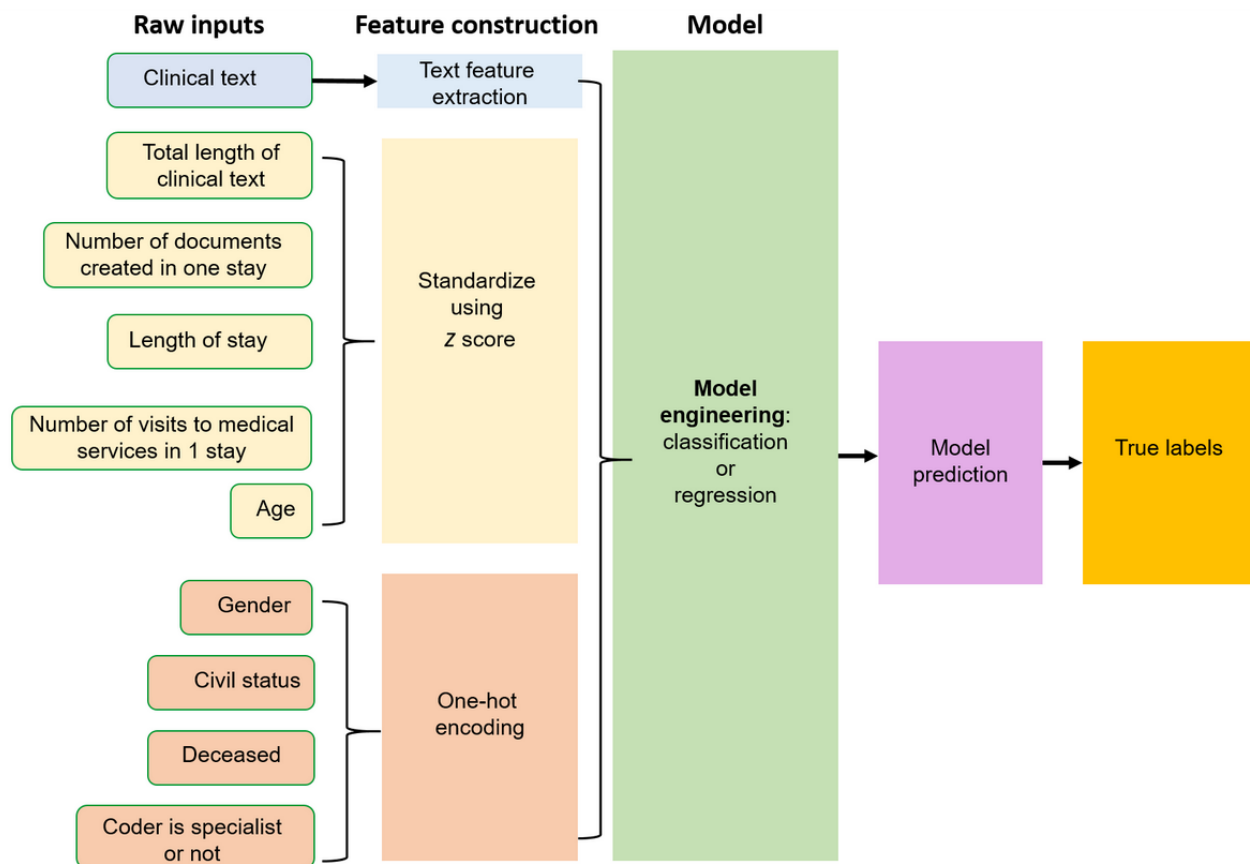 Raw inputs
Feature construction
Model
Clinical text
Text feature
extraction
Total length of
clinical text
Number of documents
created in one stay
Length of stay
Number of visits to medical
services in 1 stay
Age
Standardize
using
z score
Gender
Civil status
Deceased
Coder is specialist
or not
One-hot
encoding
Model
engineering:
classification
or
regression
Model
prediction
True labels